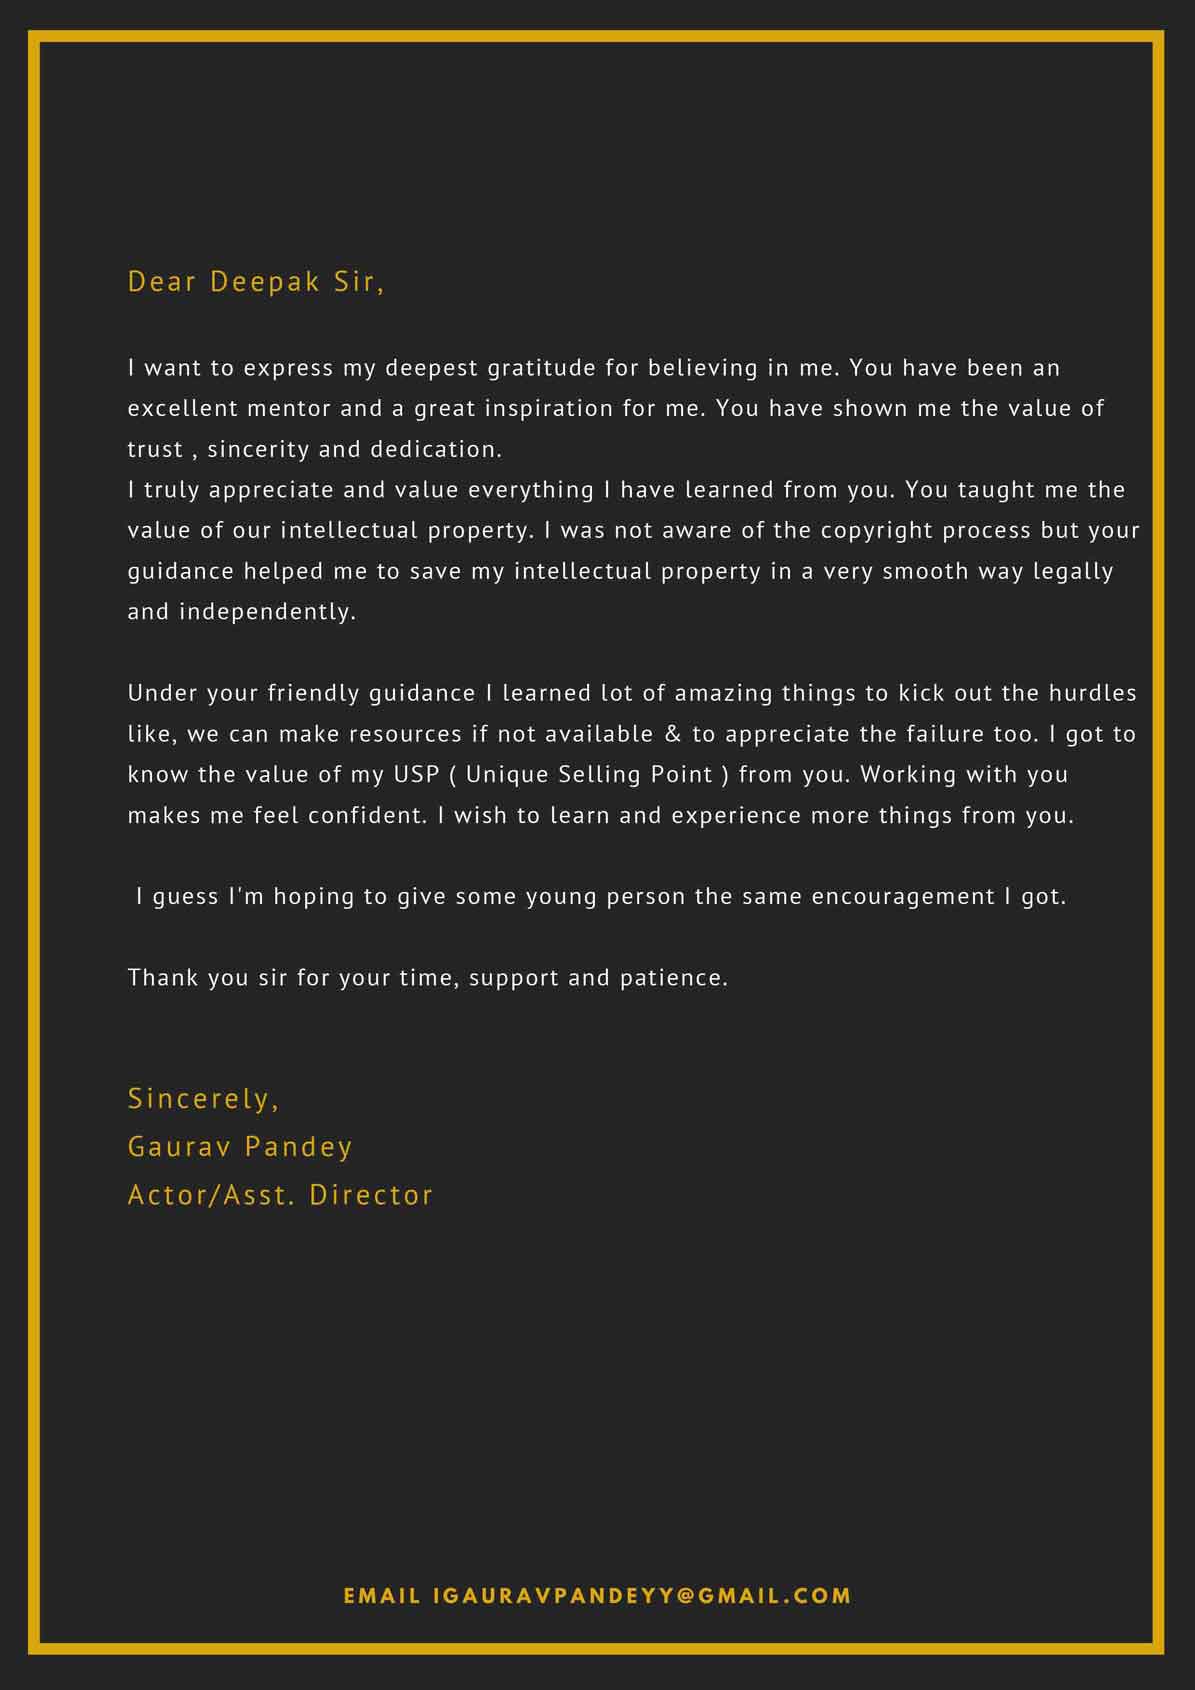 Dear Deepak Sir,
I want to express my deepest gratitude for believing in me. You have been an
excellent mentor and a great inspiration for me. You have shown me the value of
trust , sincerity and dedication.
I truly appreciate and value everything I have learned from you. You taught me the
value of our intellectual property. I was not aware of the copyright process but your
guidance helped me to save my intellectual property in a very smooth way legally
and independently.
Under your friendly guidance I learned lot of amazing things to kick out the hurdles
like, we can make resources if not available & to appreciate the failure too. I got to
know the value of my USP ( Unique Selling Point ) from you. Working with you
makes me feel confident. I wish to learn and experience more things from you.
I guess I'm hoping to give some young person the same encouragement I got.
Thank you sir for your time, support and patience.
Sincerely,
Gaurav Pandey
Actor/Asst. Director
EMAIL IGAURAVPANDEYY@GMAIL.COM